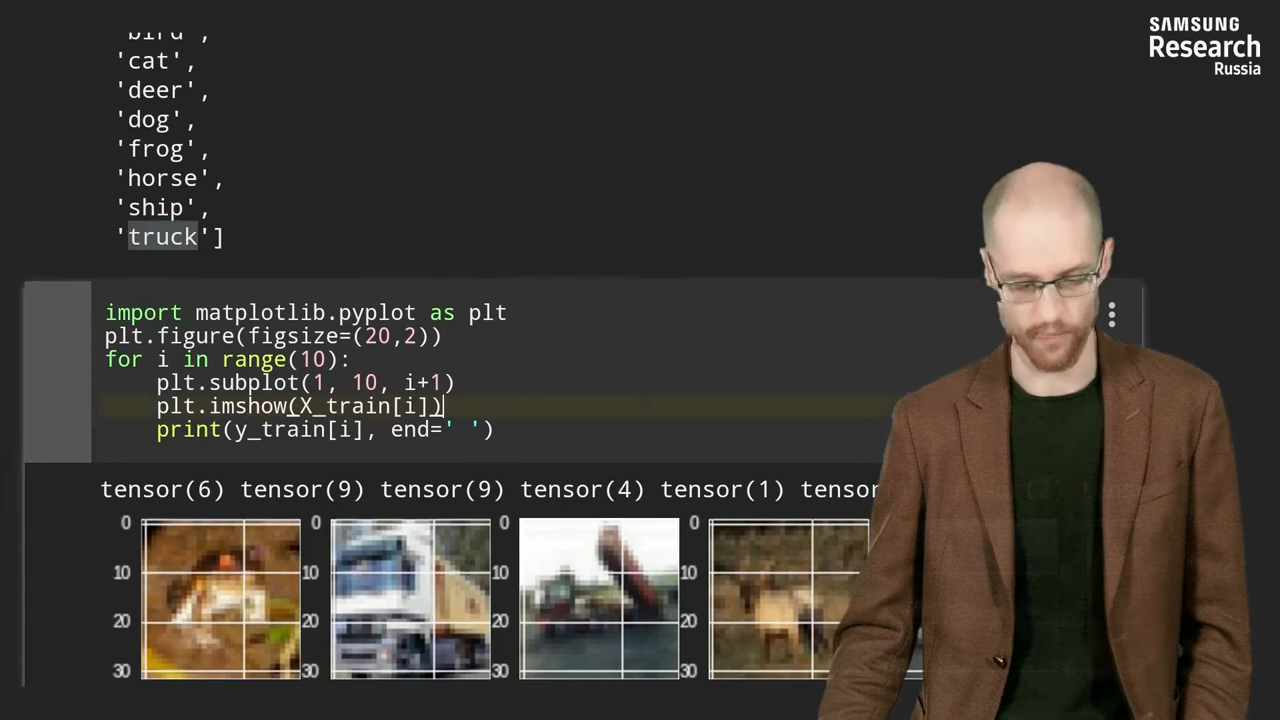 SAMSUNG
Research
Russia
'bird',
'cat',
'deer',
'dog',
'frog',
'horse',
'ship',
'truck']
import matplotlib.pyplot as plt
plt.figure(figsize=(20,2))
for i in range(10):
plt.subplot(1, 10, i+1)
plt.imshow(X_train[i])
print(y_train[i], end=' ')
tensor(6) tensor(9) tensor(9) tensor(4) tensor(1) tensor
0 0 0 0
10 10 10 10
20 20 20 20
30 30 30 30